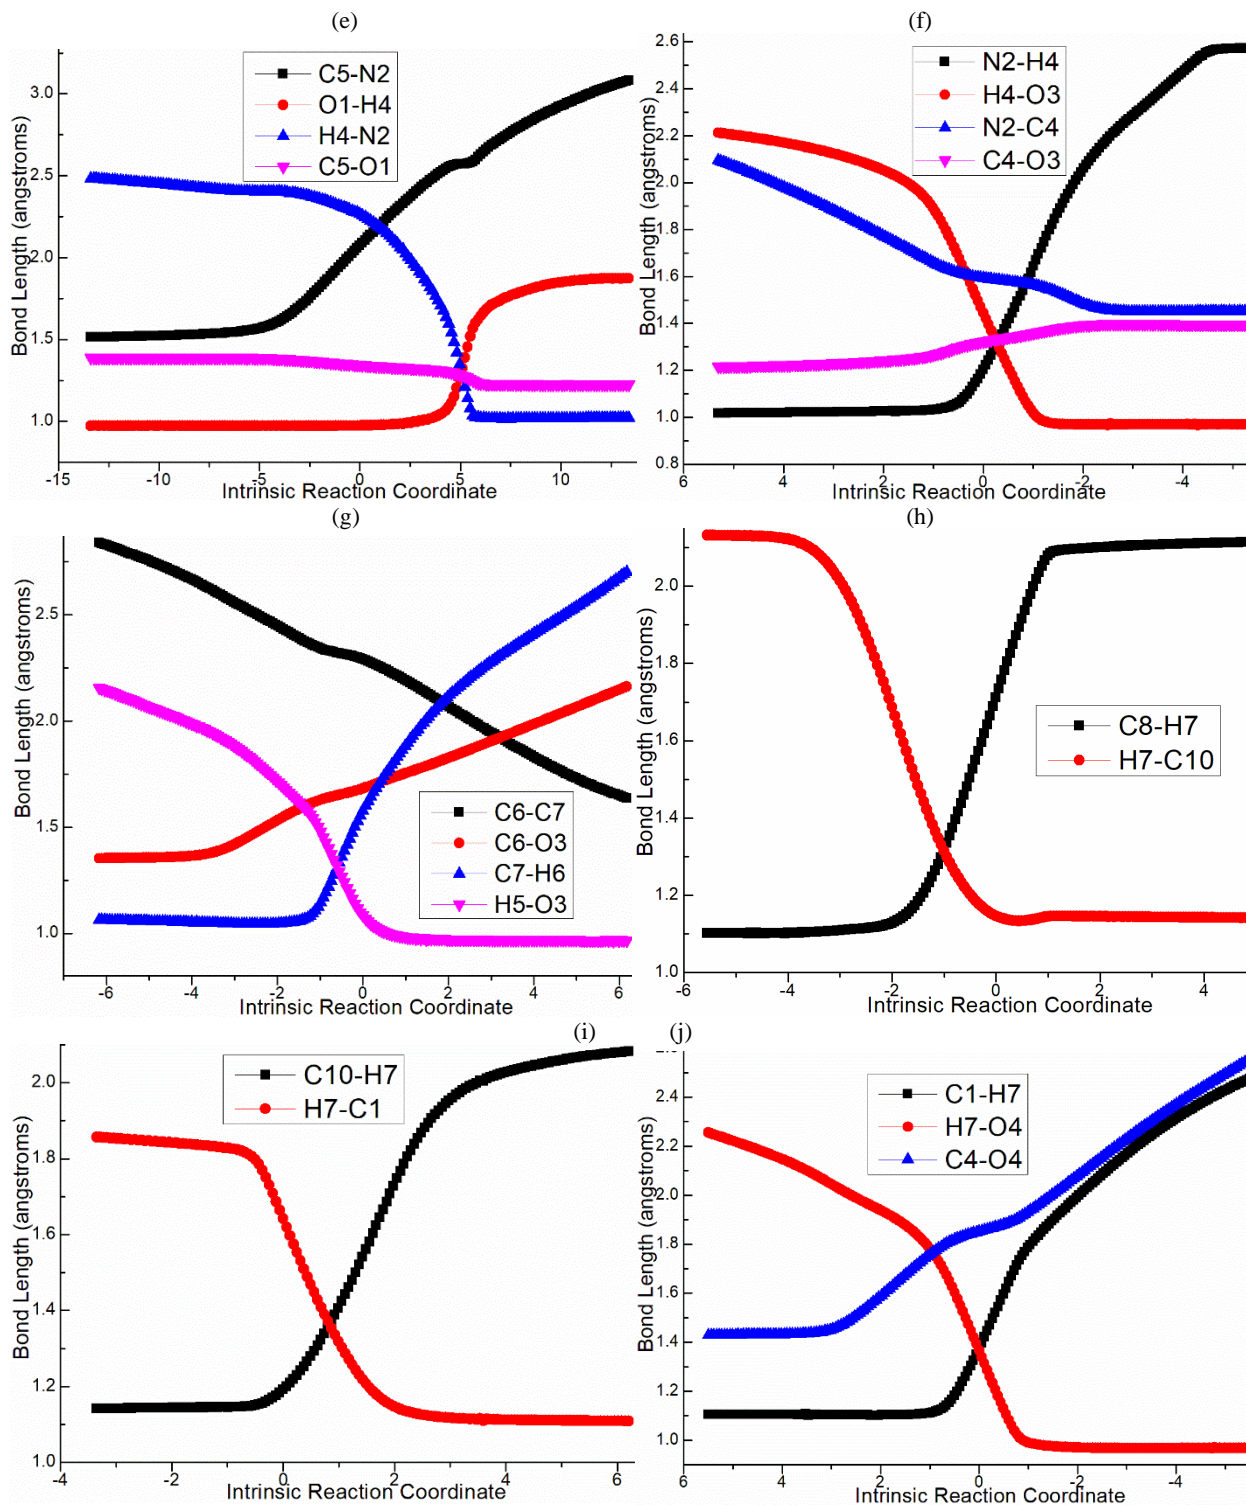 (e)
(f)
C5-N2
O1-H4
H4-N2
C5-O1
Bond Length (angstroms)
3.0
2.5
2.0
1.5
1.0
-15
-10
-5
0
5
10
Intrinsic Reaction Coordinate
N2-H4
H4-O3
N2-C4
C4-O3
Bond Length (angstroms)
2.6
2.4
2.2
2.0
1.8
1.6
1.4
1.2
1.0
0.8
6
4
2
0
-2
-4
Intrinsic Reaction Coordinate
(g)
(h)
C6-C7
C6-O3
C7-H6
H5-O3
Bond Length (angstroms)
2.5
2.0
1.5
1.0
-6
-4
-2
0
2
4
6
Intrinsic Reaction Coordinate
C8-H7
H7-C10
Bond Length (angstroms)
2.0
1.8
1.6
1.4
1.2
1.0
-6
-4
-2
0
2
4
Intrinsic Reaction Coordinate
(i)
(j)
C10-H7
H7-C1
Bond Length (angstroms)
2.0
1.8
1.6
1.4
1.2
1.0
-4
-2
0
2
4
6
Intrinsic Reaction Coordinate
C1-H7
H7-O4
C4-O4
Bond Length (angstroms)
2.4
2.2
2.0
1.8
1.6
1.4
1.2
1.0
6
4
2
0
-2
-4
Intrinsic Reaction Coordinate